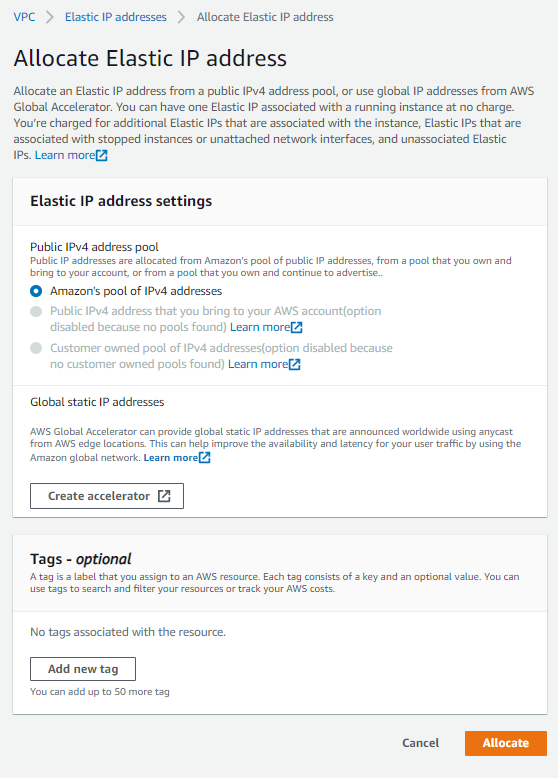 VPC > Elastic IP addresses > Allocate Elastic IP address
Allocate Elastic IP address
Allocate an Elastic IP address from a public IPv4 address pool, or use global IP addresses from AWS
Global Accelerator. You can have one Elastic IP associated with a running instance at no charge.
You're charged for additional Elastic IPs that are associated with the instance, Elastic IPs that are
associated with stopped instances or unattached network interfaces, and unassociated Elastic
IPs. Learn more
Elastic IP address settings
Public IPv4 address pool
Public IP addresses are allocated from Amazon's pool of public IP addresses, from a pool that you own and
bring to your account, or from a pool that you own and continue to advertise..
Amazon's pool of IPv4 addresses
Public IPv4 address that you bring to your AWS account(option
disabled because no pools found) Learn more
Customer owned pool of IPv4 addresses(option disabled because
no customer owned pools found) Learn more
Global static IP addresses
AWS Global Accelerator can provide global static IP addresses that are announced worldwide using anycast
from AWS edge locations. This can help improve the availability and latency for your user traffic by using the
Amazon global network. Learn more
Create accelerator
Tags - optional
A tag is a label that you assign to an AWS resource. Each tag consists of a key and an optional value. You can
use tags to search and filter your resources or track your AWS costs.
No tags associated with the resource.
Add new tag
You can add up to 50 more tag
Cancel Allocate